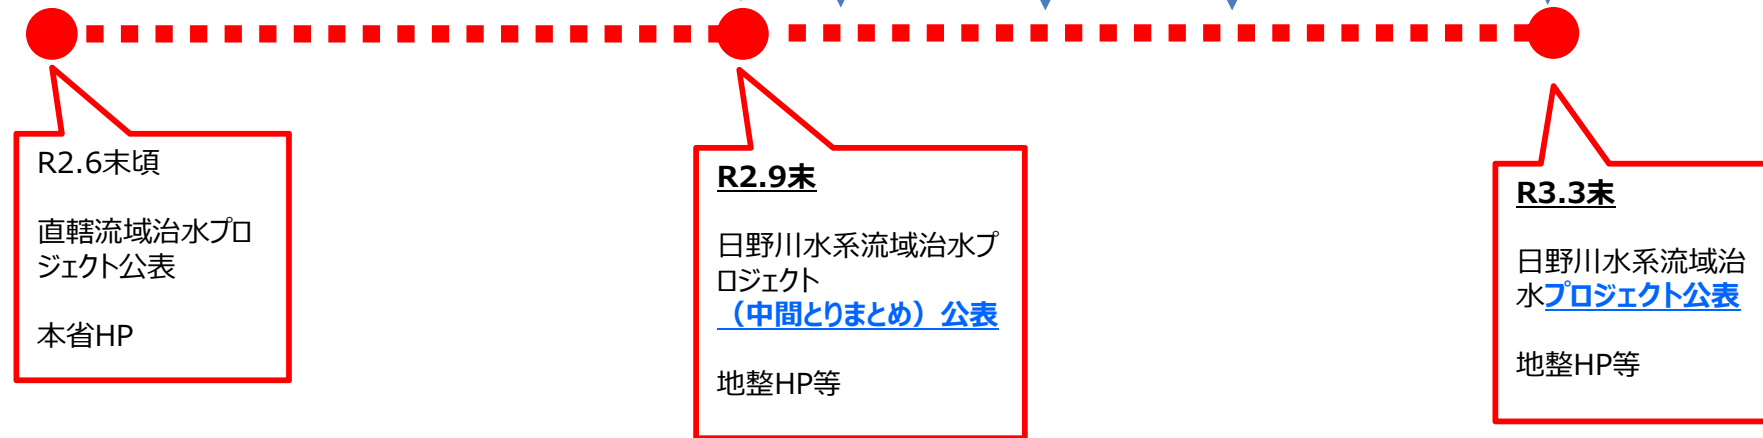 R2.6末頃
直轄流域治水プロ
ジェクト公表
本省HP
R2.9末
日野川水系流域治水プ
ロジェクト
（中間とりまとめ）公表
地整HP等
R3.3末
日野川水系流域治
水プロジェクト公表
地整HP等